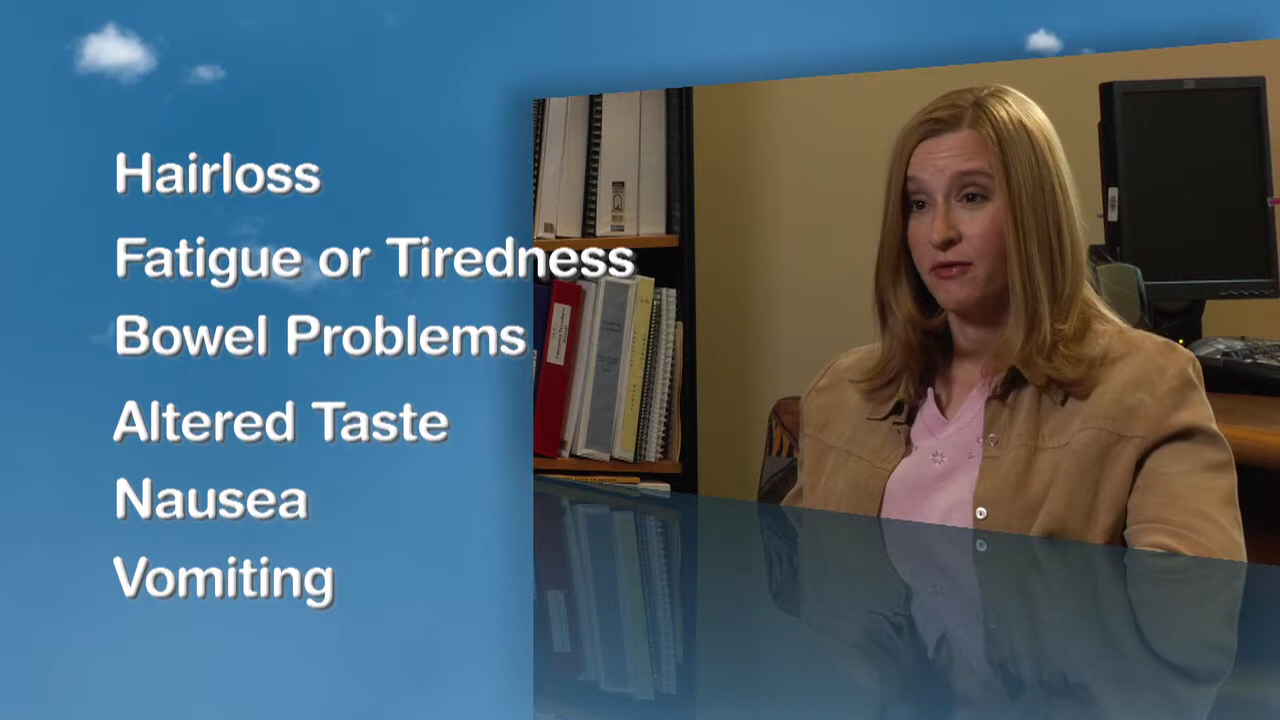 Hairloss
Fatigue or Tiredness
Bowel Problems
Altered Taste
Nausea
Vomiting